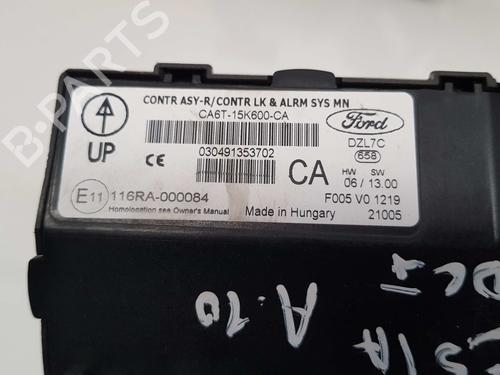 CONTR ASY-R/CONTR LK & ALRM SYS MN
CA6T-15K600-CA
Ford
UP
CE
030491353702
DZL7C
658
CA
HW SW
06 / 13.00
E11 116RA-000084
Homologation see Owner's Manual
Made in Hungary
F005 V0 1219
21005
A.10
B-PARTS